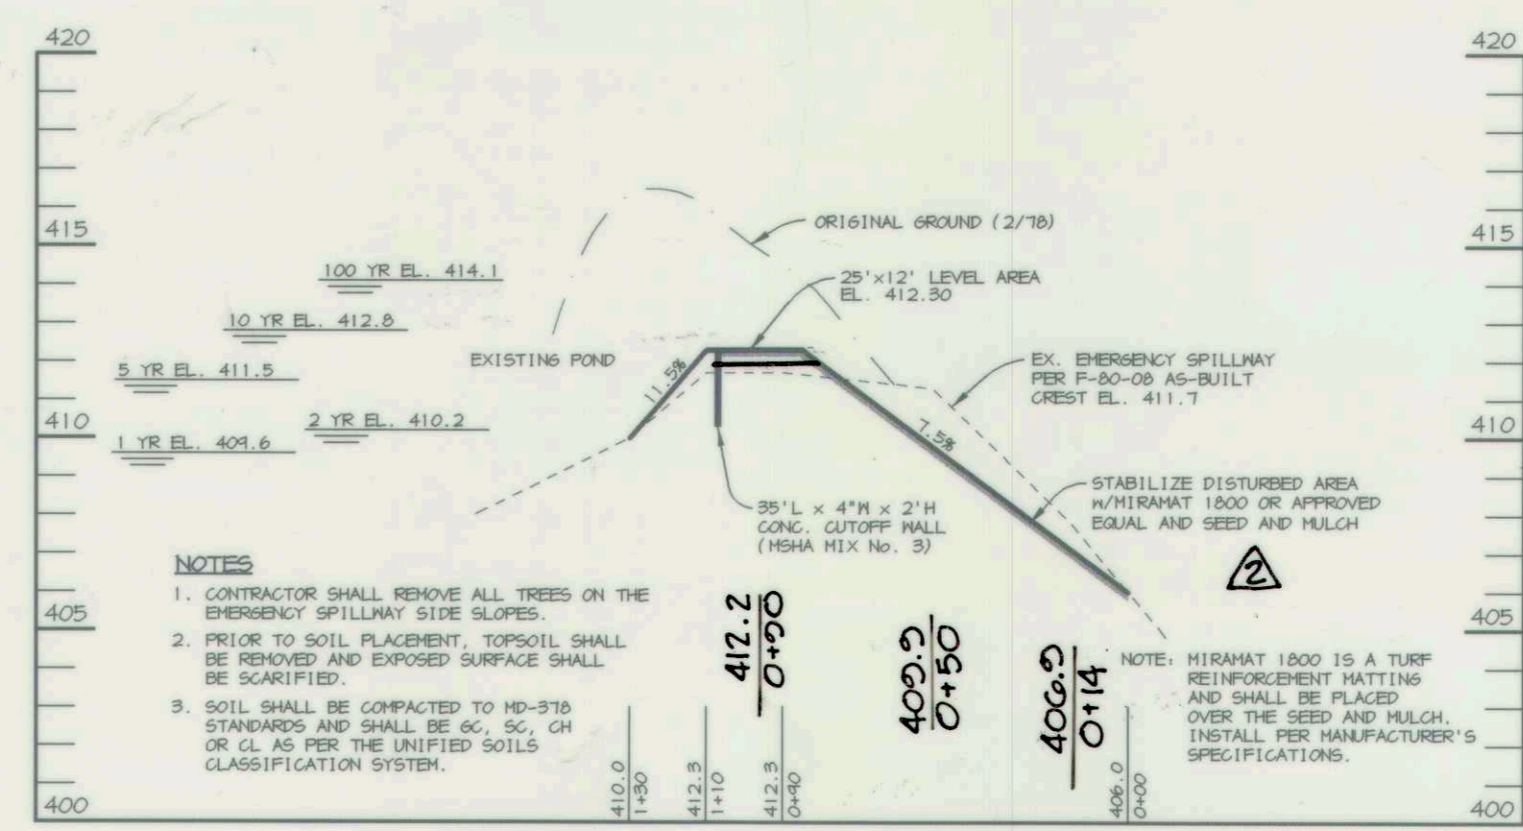 420
420
415
415
410
410
405
405
400
400
ORIGINAL GROUND (2/78)
100 YR EL. 414.1
10 YR EL. 412.8
5 YR EL. 411.5
2 YR EL. 410.2
1 YR EL. 409.6
25'x12' LEVEL AREA
EL. 412.30
EXISTING POND
11.5%
7.5%
EX. EMERGENCY SPILLWAY
PER F-80-08 AS-BUILT
CREST EL. 411.7
STABILIZE DISTURBED AREA
w/MIRAMAT 1800 OR APPROVED
EQUAL AND SEED AND MULCH
35'L x 4"W x 2'H
CONC. CUTOFF WALL
(MSHA MIX No. 3)
2
NOTES
1. CONTRACTOR SHALL REMOVE ALL TREES ON THE
EMERGENCY SPILLWAY SIDE SLOPES.
2. PRIOR TO SOIL PLACEMENT, TOPSOIL SHALL
BE REMOVED AND EXPOSED SURFACE SHALL
BE SCARIFIED.
3. SOIL SHALL BE COMPACTED TO MD-378
STANDARDS AND SHALL BE GC, SC, CH
OR CL AS PER THE UNIFIED SOILS
CLASSIFICATION SYSTEM.
412.2
0+90
409.9
0+50
406.9
0+14
NOTE: MIRAMAT 1800 IS A TURF
REINFORCEMENT MATTING
AND SHALL BE PLACED
OVER THE SEED AND MULCH.
INSTALL PER MANUFACTURER'S
SPECIFICATIONS.
410.0
1+30
412.3
1+10
412.3
0+90
406.0
0+00